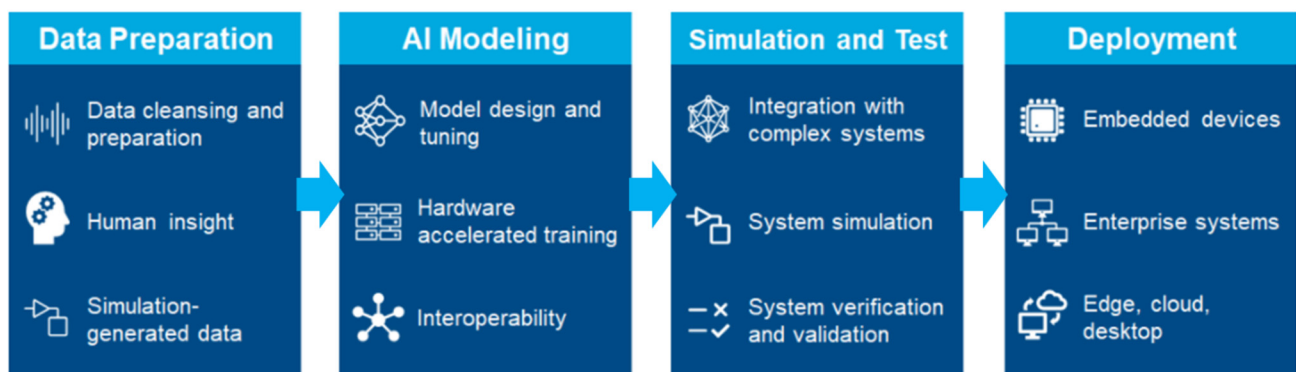 Data Preparation
Data cleansing and
preparation
Human insight
Simulation-
generated data
AI Modeling
Model design and
tuning
Hardware
accelerated training
Interoperability
Simulation and Test
Integration with
complex systems
System simulation
System verification
and validation
Deployment
Embedded devices
Enterprise systems
Edge, cloud,
desktop